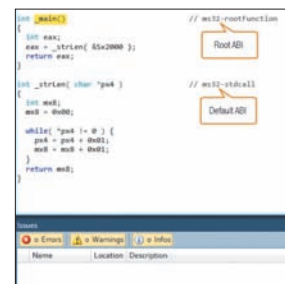 int _main()                    // ms32-rootFunction
{
Root ABI
int eax;
eax = _strLen( &Sx2000 );
return eax;
}
int _strLen( char *px4 )       // ms32-stdcall
{
Default ABI
int mx8;
mx8 = 0x00;
while( *px4 != 0 ) {
px4 = px4 + 0x01;
mx8 = mx8 + 0x01;
}
return mx8;
}
Issues
0 Errors 0 Warnings 0 Infos
Name Location Description